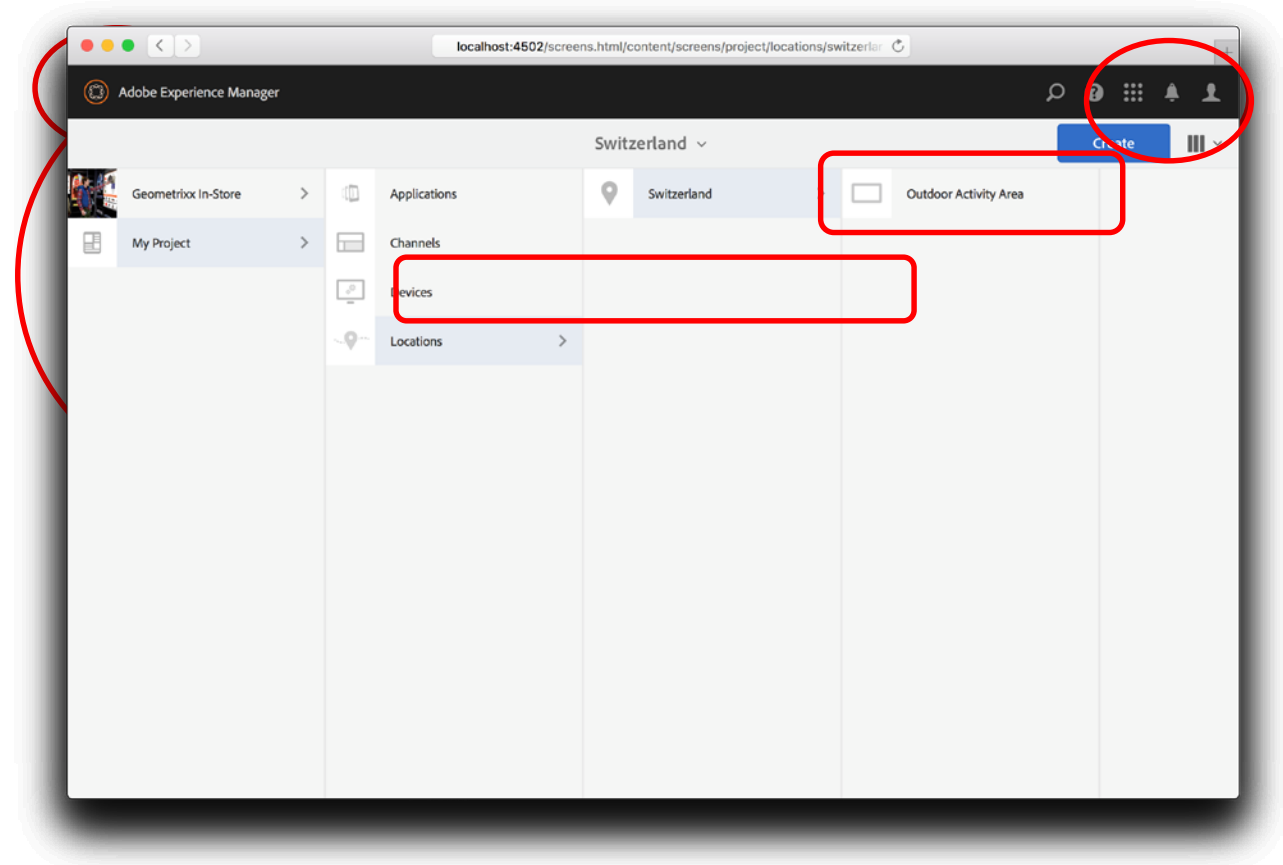 localhost:4502/screens.html/content/screens/project/locations/switzerlar
Adobe Experience Manager
Switzerland
Create
Geometrixx In-Store
Applications
Switzerland
Outdoor Activity Area
My Project
Channels
Devices
Locations